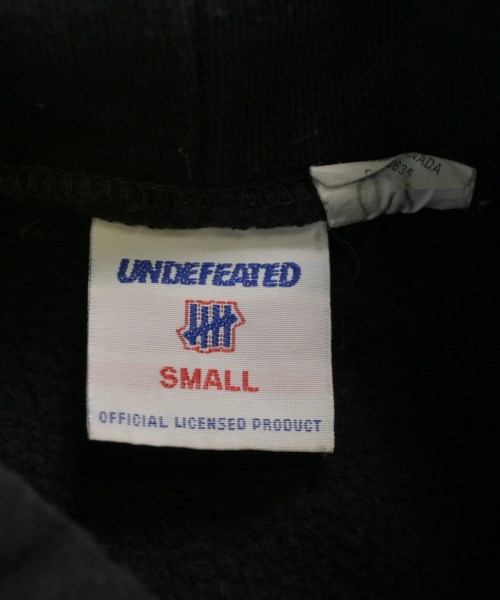 UNDEFEATED
SMALL
OFFICIAL LICENSED PRODUCT